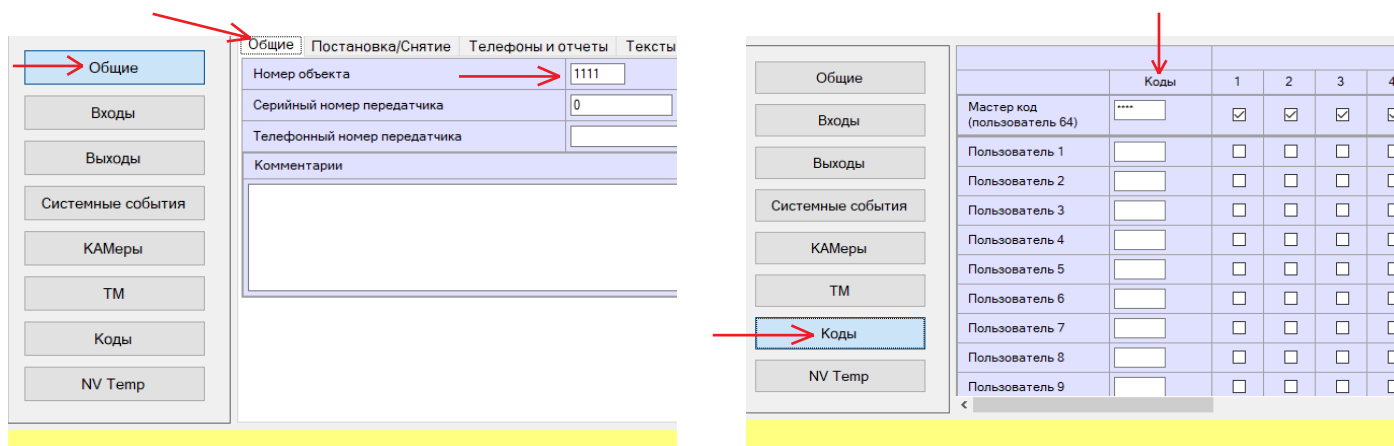 Общие
Входы
Выходы
Системные события
КАМеры
ТМ
Коды
NV Temp
Общие Постановка/Снятие Телефоны и отчеты Тексты
Номер объекта 1111
Серийный номер передатчика 0
Телефонный номер передатчика
Комментарии
Общие
Входы
Выходы
Системные события
КАМеры
ТМ
Коды
NV Temp
Коды 1 2 3 4
Мастер код
(пользователь 64) ****
Пользователь 1
Пользователь 2
Пользователь 3
Пользователь 4
Пользователь 5
Пользователь 6
Пользователь 7
Пользователь 8
Пользователь 9